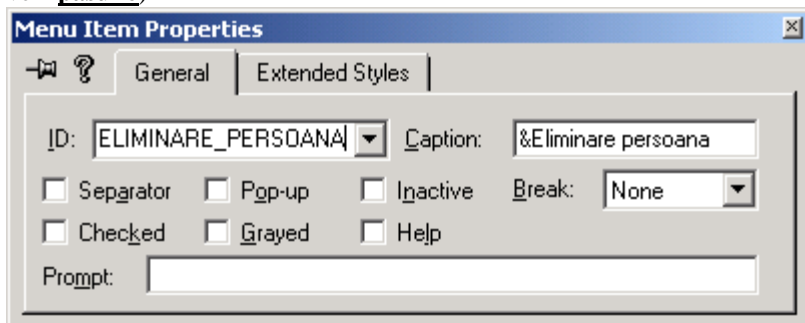 Menu Item Properties
General Extended Styles
ID: ELIMINARE_PERSOANA Caption: &Eliminare persoana
Separator Pop-up Inactive Break: None
Checked Grayed Help
Prompt: